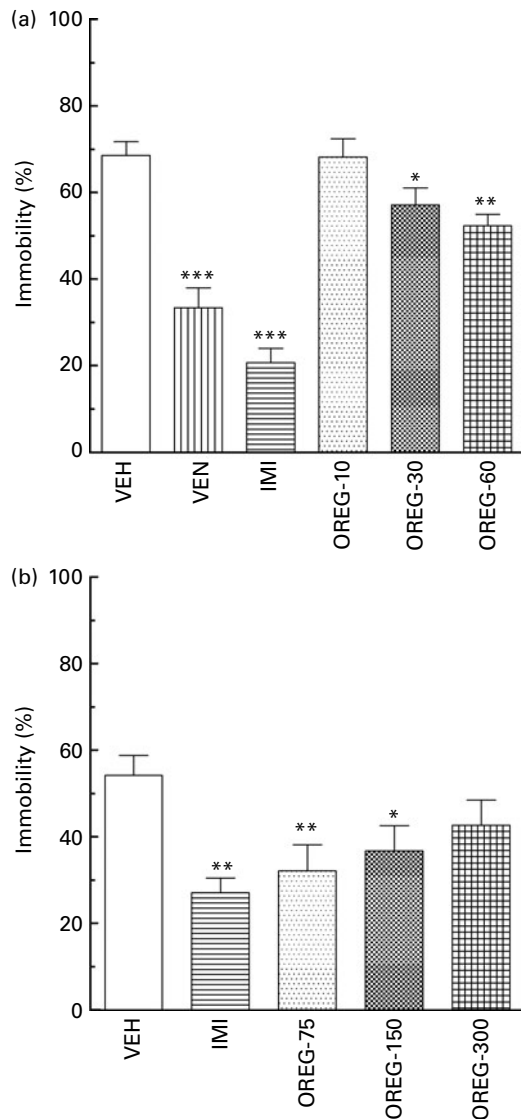 (a)
100
80
60
40
20
0
Immobility (%)
***
***
*
**
VEH
VEN
IMI
OREG-10
OREG-30
OREG-60
(b)
100
80
60
40
20
0
Immobility (%)
**
**
*
VEH
IMI
OREG-75
OREG-150
OREG-300